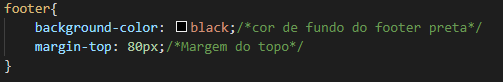 footer{
    background-color: black;/*cor de fundo do footer preta*/
    margin-top: 80px;/*Margem do topo*/
}